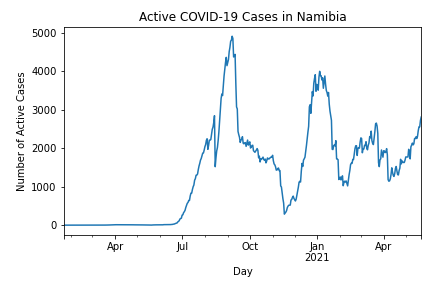 Active COVID-19 Cases in Namibia
Number of Active Cases
5000
4000
3000
2000
1000
0
Apr Jul Oct Jan Apr
2021
Day